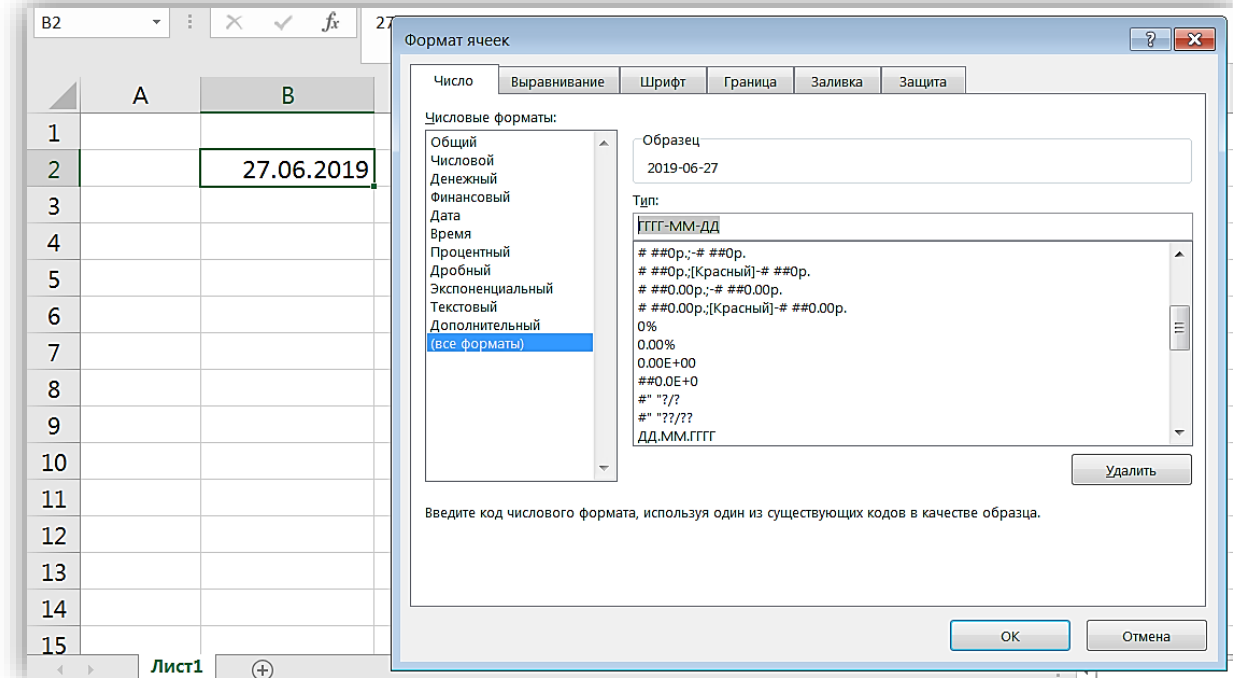 B2 fx 27
Формат ячеек
Число Выравнивание Шрифт Граница Заливка Защита
A B
Числовые форматы:
Общий
Числовой
Денежный
Финансовый
Дата
Время
Процентный
Дробный
Экспоненциальный
Текстовый
Дополнительный
(все форматы)
Образец
2019-06-27
Тип:
ГГГГ-ММ-ДД
# ##0р.;-# ##0р.
# ##0р.;[Красный]-# ##0р.
# ##0.00р.;-# ##0.00р.
# ##0.00р.;[Красный]-# ##0.00р.
0%
0.00%
0.00E+00
##0.0E+0
#" "?/?
#" "??/??
ДД.ММ.ГГГГ
Удалить
Введите код числового формата, используя один из существующих кодов в качестве образца.
ОК Отмена
1
2 27.06.2019
3
4
5
6
7
8
9
10
11
12
13
14
15
Лист1